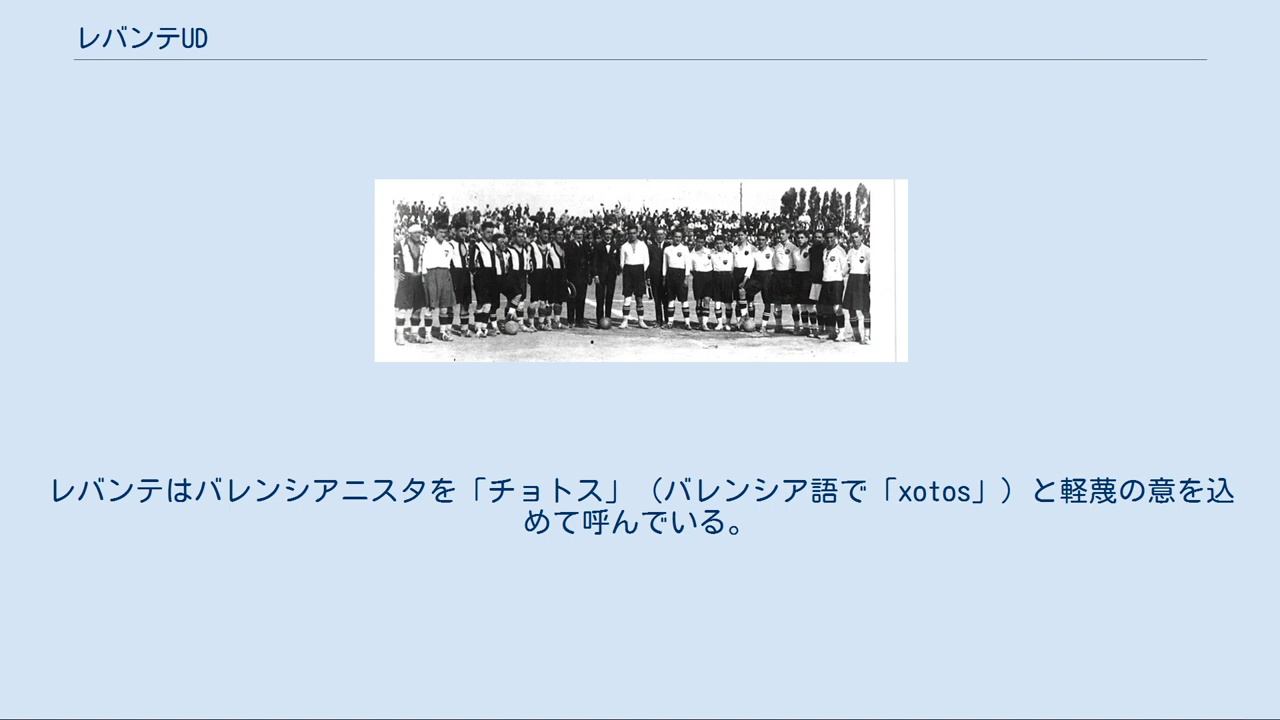 レバンテUD
レバンテはバレンシアニスタを「チョトス」（バレンシア語で「xotos」）と軽蔑の意を込
めて呼んでいる。